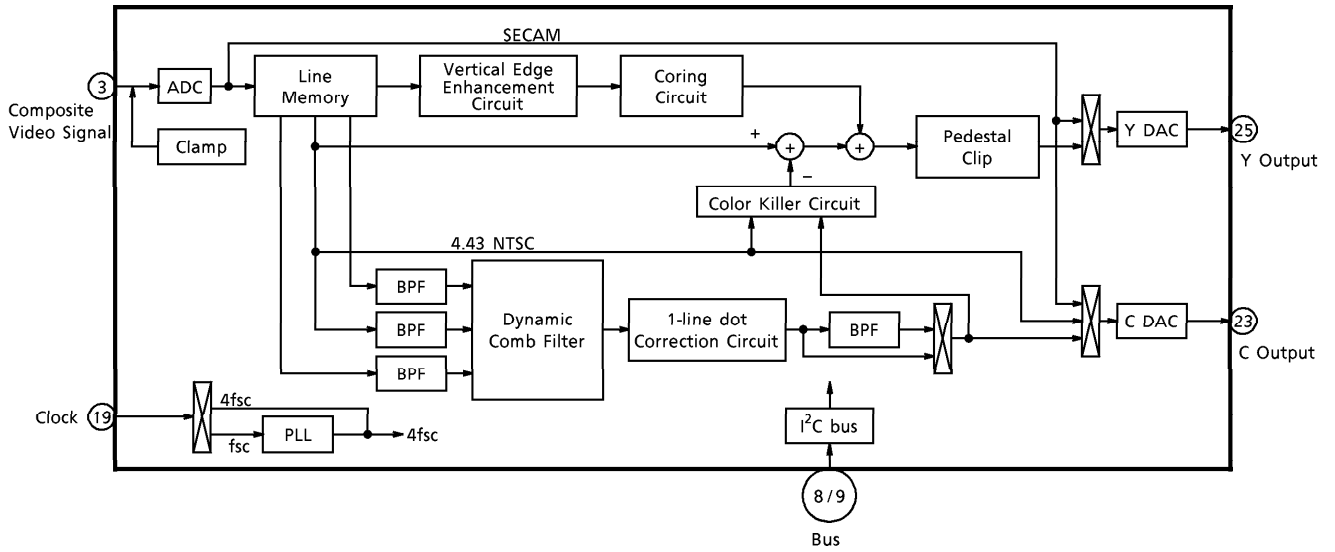 SECAM
3
ADC
Line
Memory
Vertical Edge
Enhancement
Circuit
Coring
Circuit
Composite
Video Signal
Clamp
+
+
+
−
Pedestal
Clip
Y DAC
25
Y Output
Color Killer Circuit
4.43 NTSC
BPF
BPF
BPF
Dynamic
Comb Filter
1-line dot
Correction Circuit
BPF
C DAC
23
C Output
Clock
19
4fsc
fsc
PLL
4fsc
I²C bus
8/9
Bus